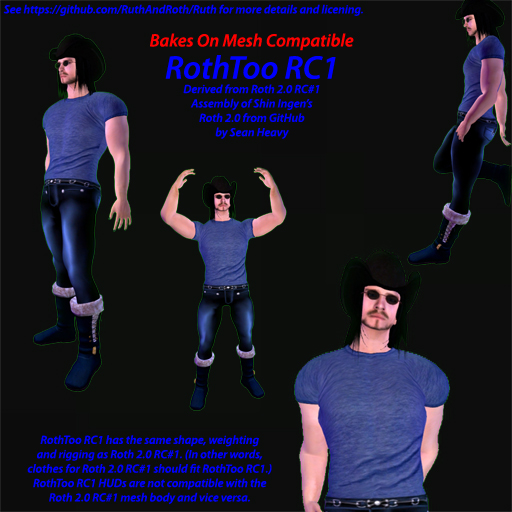 See https://github.com/RuthAndRoth/Ruth for more details and licening.
Bakes On Mesh Compatible
RothToo RC1
Derived from Roth 2.0 RC#1
Assembly of Shin Ingen's
Roth 2.0 from GitHub
by Sean Heavy
RothToo RC1 has the same shape, weighting
and rigging as Roth 2.0 RC#1. (In other words,
clothes for Roth 2.0 RC#1 should fit RothToo RC1.)
RothToo RC1 HUDs are not compatible with the
Roth 2.0 RC#1 mesh body and vice versa.